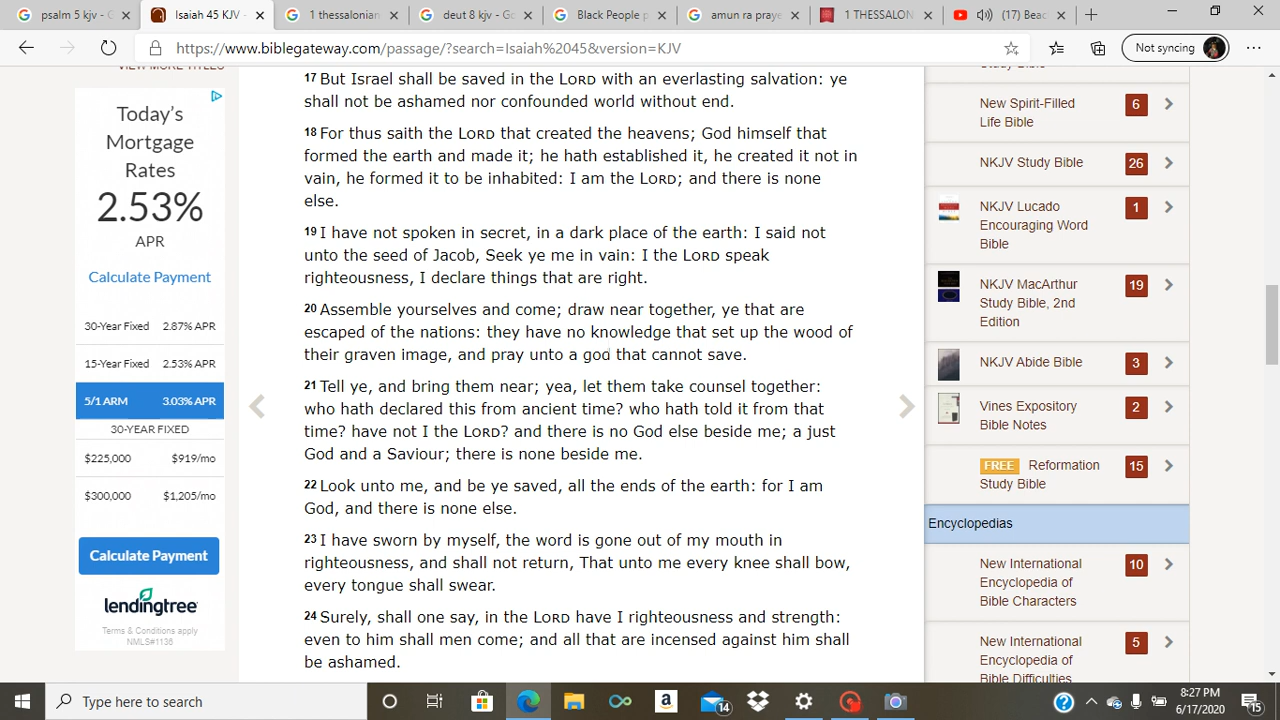 psalm 5 kjv - G
Isaiah 45 KJV -
1 thessalonian
deut 8 kjv - Go
Black People p
amun ra praye
1 THESSALON
(17) Bead
https://www.biblegateway.com/passage/?search=Isaiah%2045&version=KJV
Not syncing
VIEW MORE TITLES
Today's
Mortgage
Rates
2.53%
APR
Calculate Payment
30-Year Fixed 2.87% APR
15-Year Fixed 2.53% APR
5/1 ARM 3.03% APR
30-YEAR FIXED
$225,000 $919/mo
$300,000 $1,205/mo
Calculate Payment
lendingtree
Terms & Conditions apply
NMLS#1136
17 But Israel shall be saved in the LORD with an everlasting salvation: ye
shall not be ashamed nor confounded world without end.
18 For thus saith the LORD that created the heavens; God himself that
formed the earth and made it; he hath established it, he created it not in
vain, he formed it to be inhabited: I am the LORD; and there is none
else.
19 I have not spoken in secret, in a dark place of the earth: I said not
unto the seed of Jacob, Seek ye me in vain: I the LORD speak
righteousness, I declare things that are right.
20 Assemble yourselves and come; draw near together, ye that are
escaped of the nations: they have no knowledge that set up the wood of
their graven image, and pray unto a god that cannot save.
21 Tell ye, and bring them near; yea, let them take counsel together:
who hath declared this from ancient time? who hath told it from that
time? have not I the LORD? and there is no God else beside me; a just
God and a Saviour; there is none beside me.
22 Look unto me, and be ye saved, all the ends of the earth: for I am
God, and there is none else.
23 I have sworn by myself, the word is gone out of my mouth in
righteousness, and shall not return, That unto me every knee shall bow,
every tongue shall swear.
24 Surely, shall one say, in the LORD have I righteousness and strength:
even to him shall men come; and all that are incensed against him shall
be ashamed.
Study Bible
New Spirit-Filled
Life Bible
6
NKJV Study Bible 26
NKJV Lucado
Encouraging Word
Bible
1
NKJV MacArthur
Study Bible, 2nd
Edition
19
NKJV Abide Bible 3
Vines Expository
Bible Notes
2
FREE Reformation
Study Bible
15
Encyclopedias
New International
Encyclopedia of
Bible Characters
10
New International
Encyclopedia of
Bible Difficulties
5
Type here to search
14
8:27 PM
6/17/2020
15